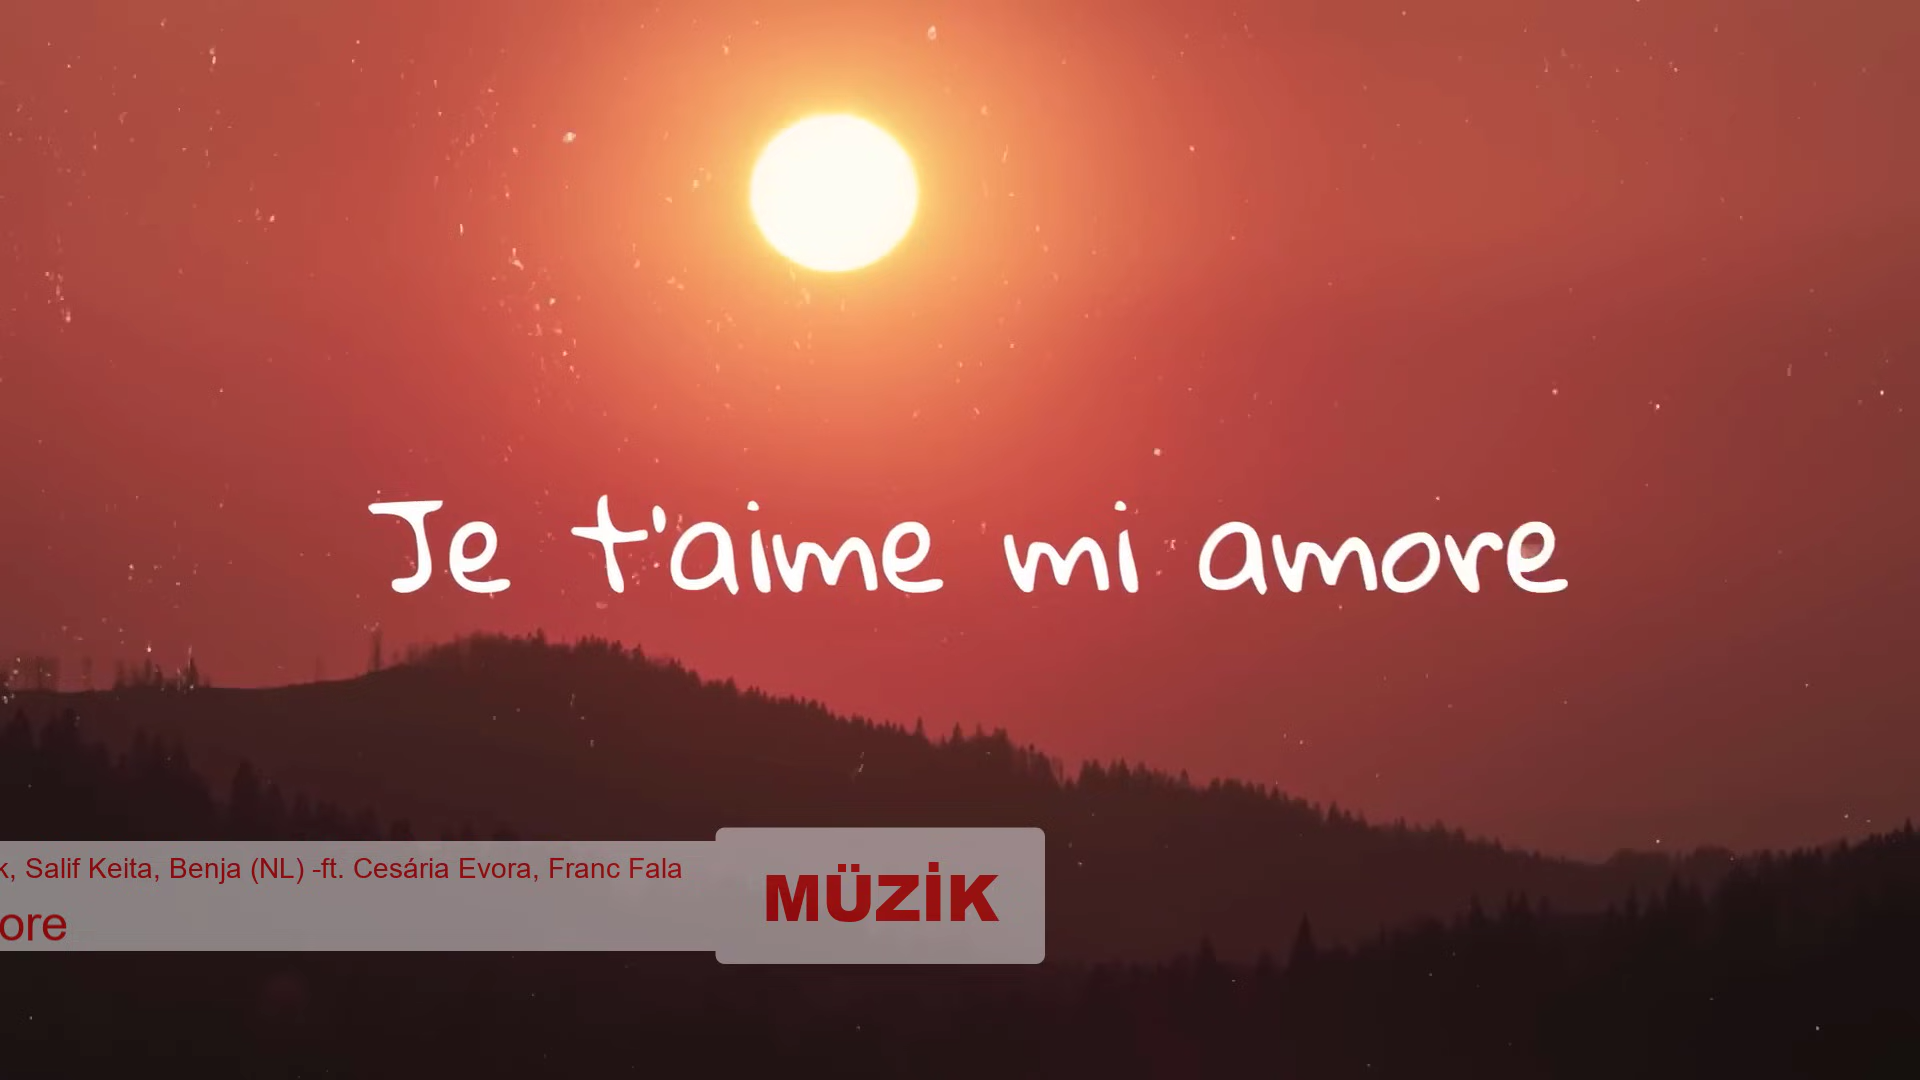 Je t'aime mi amore
k, Salif Keita, Benja (NL) -ft. Cesária Evora, Franc Fala
ore
MÜZİK